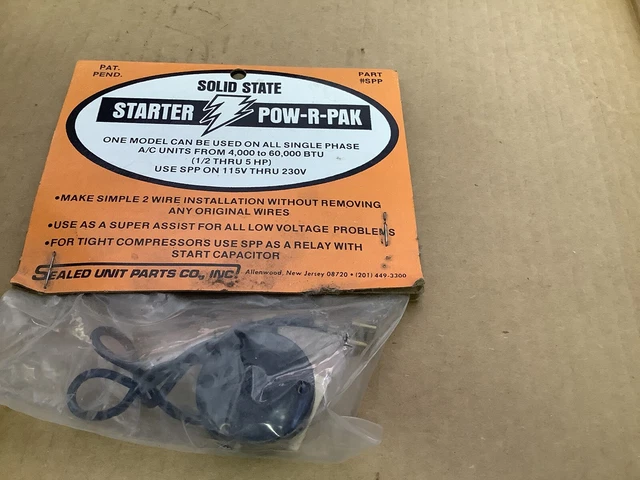 PAT.
PEND.
PART
#SPP
SOLID STATE
STARTER POW-R-PAK
ONE MODEL CAN BE USED ON ALL SINGLE PHASE
A/C UNITS FROM 4,000 to 60,000 BTU
(1/2 THRU 5 HP)
USE SPP ON 115V THRU 230V
•MAKE SIMPLE 2 WIRE INSTALLATION WITHOUT REMOVING
ANY ORIGINAL WIRES
•USE AS A SUPER ASSIST FOR ALL LOW VOLTAGE PROBLEMS
•FOR TIGHT COMPRESSORS USE SPP AS A RELAY WITH
START CAPACITOR
SEALED UNIT PARTS CO., INC. Allenwood, New Jersey 08720 • (201) 449-3300